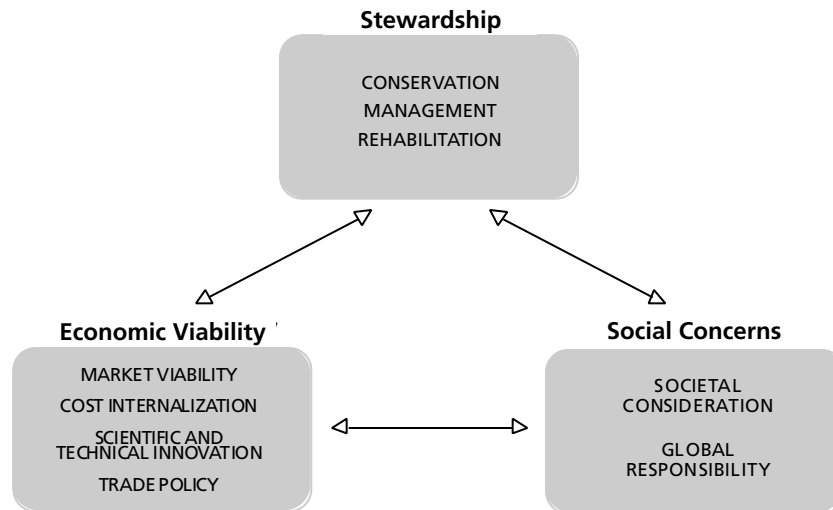 Stewardship
CONSERVATION
MANAGEMENT
REHABILITATION
Economic Viability
MARKET VIABILITY
COST INTERNALIZATION
SCIENTIFIC AND
TECHNICAL INNOVATION
TRADE POLICY
Social Concerns
SOCIETAL
CONSIDERATION
GLOBAL
RESPONSIBILITY